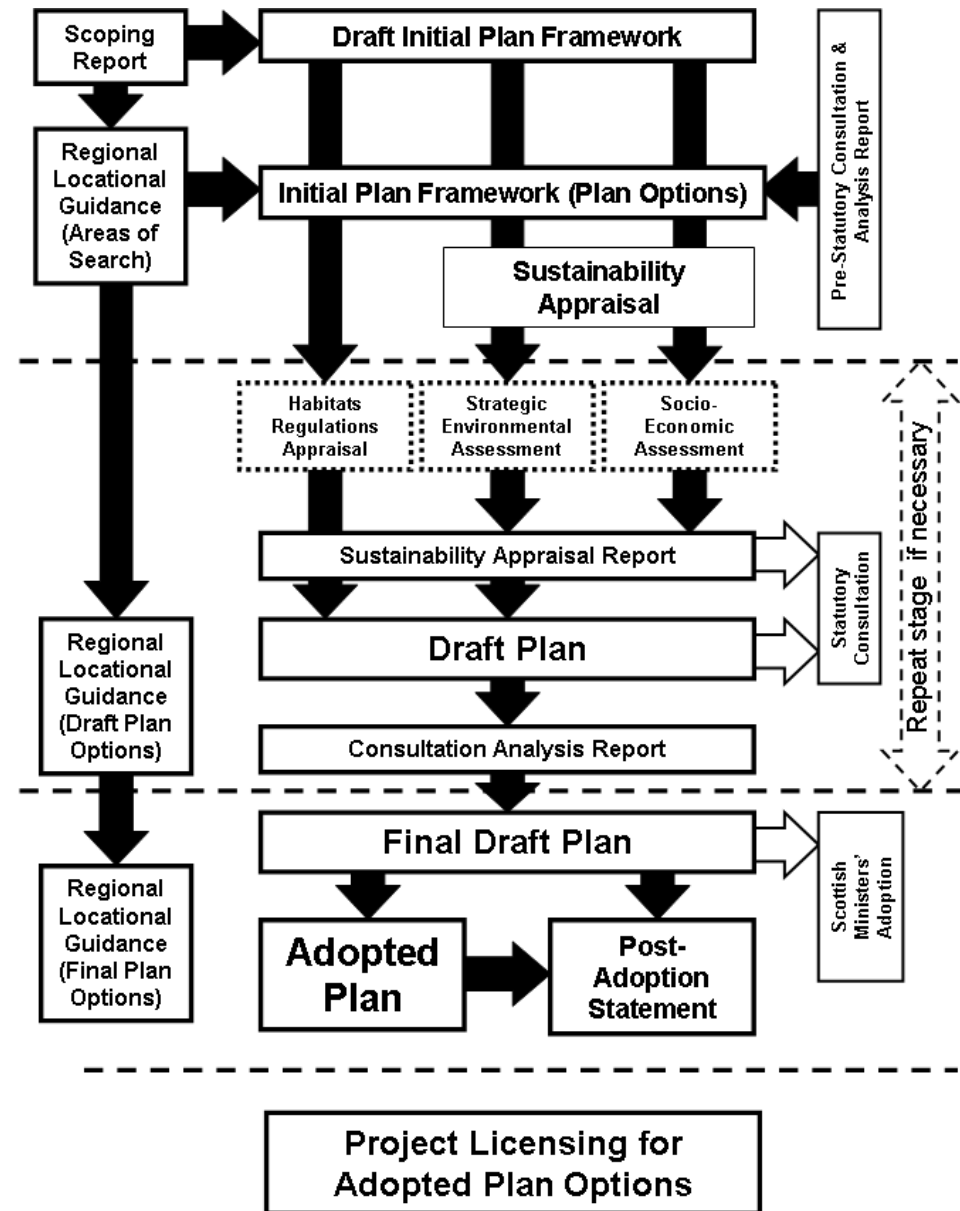 Scoping
Report
Draft Initial Plan Framework
Pre-Statutory Consultation &
Analysis Report
Regional
Locational
Guidance
(Areas of
Search)
Initial Plan Framework (Plan Options)
Sustainability
Appraisal
Habitats
Regulations
Appraisal
Strategic
Environmental
Assessment
Socio-
Economic
Assessment
Repeat stage if necessary
Sustainability Appraisal Report
Statutory
Consultation
Regional
Locational
Guidance
(Draft Plan
Options)
Draft Plan
Consultation Analysis Report
Final Draft Plan
Scottish
Ministers'
Adoption
Regional
Locational
Guidance
(Final Plan
Options)
Adopted
Plan
Post-
Adoption
Statement
Project Licensing for
Adopted Plan Options